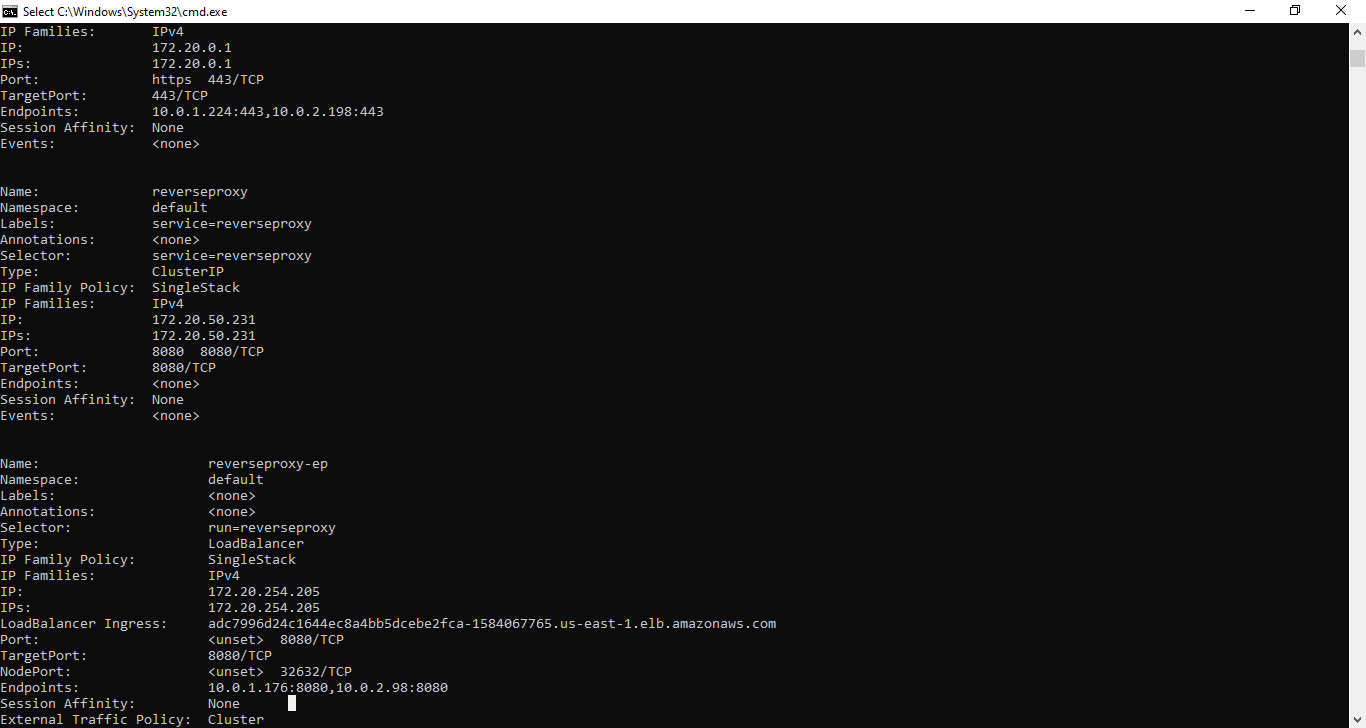 Select C:\Windows\System32\cmd.exe
IP Families:       IPv4
IP:                172.20.0.1
IPs:               172.20.0.1
Port:              https  443/TCP
TargetPort:        443/TCP
Endpoints:         10.0.1.224:443,10.0.2.198:443
Session Affinity:  None
Events:            <none>
Name:              reverseproxy
Namespace:         default
Labels:            service=reverseproxy
Annotations:       <none>
Selector:          service=reverseproxy
Type:              ClusterIP
IP Family Policy:  SingleStack
IP Families:       IPv4
IP:                172.20.50.231
IPs:               172.20.50.231
Port:              8080  8080/TCP
TargetPort:        8080/TCP
Endpoints:         <none>
Session Affinity:  None
Events:            <none>
Name:                     reverseproxy-ep
Namespace:                default
Labels:                   <none>
Annotations:              <none>
Selector:                 run=reverseproxy
Type:                     LoadBalancer
IP Family Policy:         SingleStack
IP Families:              IPv4
IP:                       172.20.254.205
IPs:                      172.20.254.205
LoadBalancer Ingress:     adc7996d24c1644ec8a4bb5dcebe2fca-1584067765.us-east-1.elb.amazonaws.com
Port:                     <unset>  8080/TCP
TargetPort:               8080/TCP
NodePort:                 <unset>  32632/TCP
Endpoints:                10.0.1.176:8080,10.0.2.98:8080
Session Affinity:         None
External Traffic Policy:  Cluster